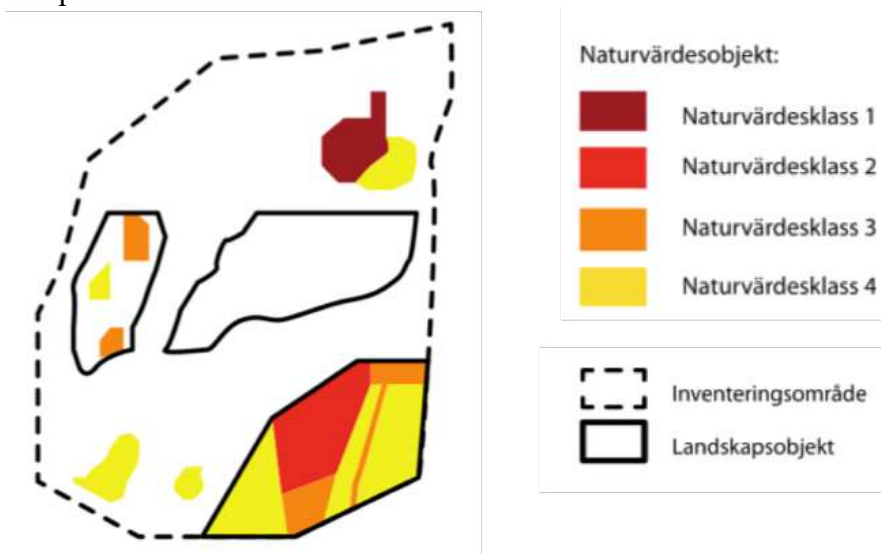 Naturvärdesobjekt:
Naturvärdesklass 1
Naturvärdesklass 2
Naturvärdesklass 3
Naturvärdesklass 4
Inventeringsområde
Landskapsobjekt